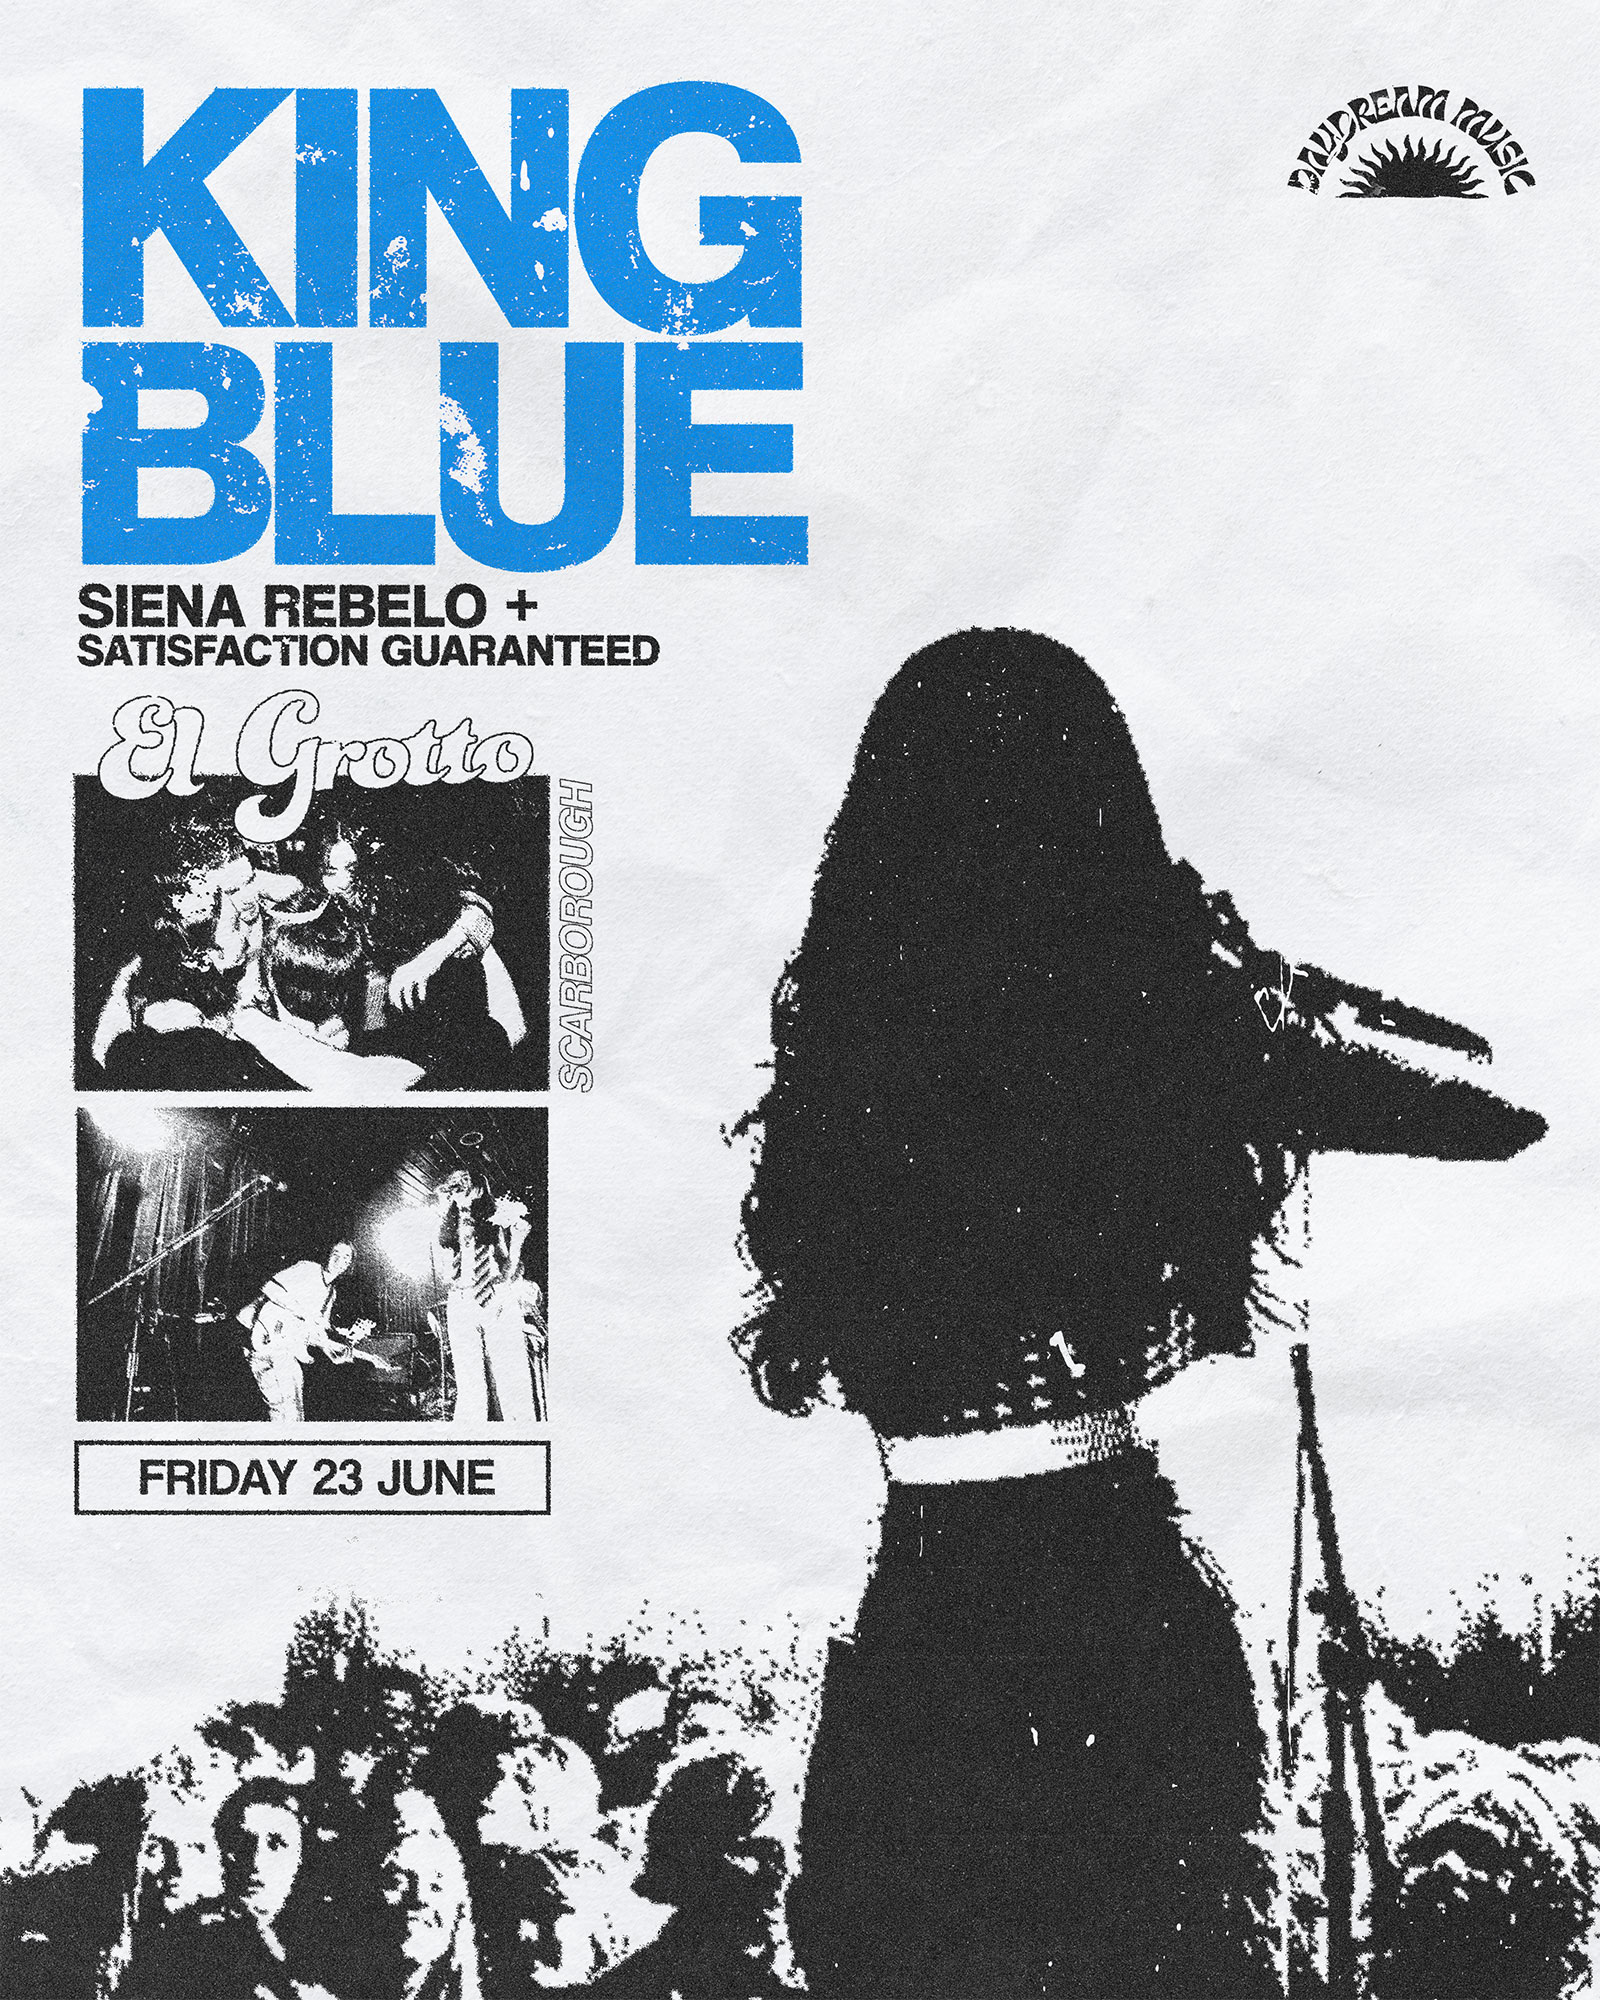 KING
BLUE
DAYDREAM MUSIC
SIENA REBELO +
SATISFACTION GUARANTEED
El Grotto
SCARBOROUGH
FRIDAY 23 JUNE